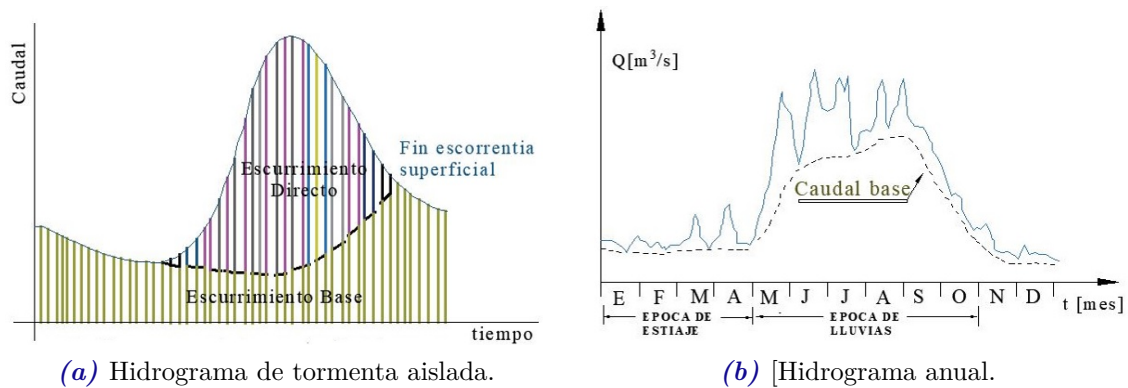 Caudal
Fin escorrentia
superficial
Escurrimiento
Directo
Escurrimiento Base
tiempo
(a) Hidrograma de tormenta aislada.
Q[m³/s]
Caudal base
E F M A M J J A S O N D
t [mes]
EPOCA DE
ESTIAJE
EPOCA DE
LLUVIAS
(b) [Hidrograma anual.